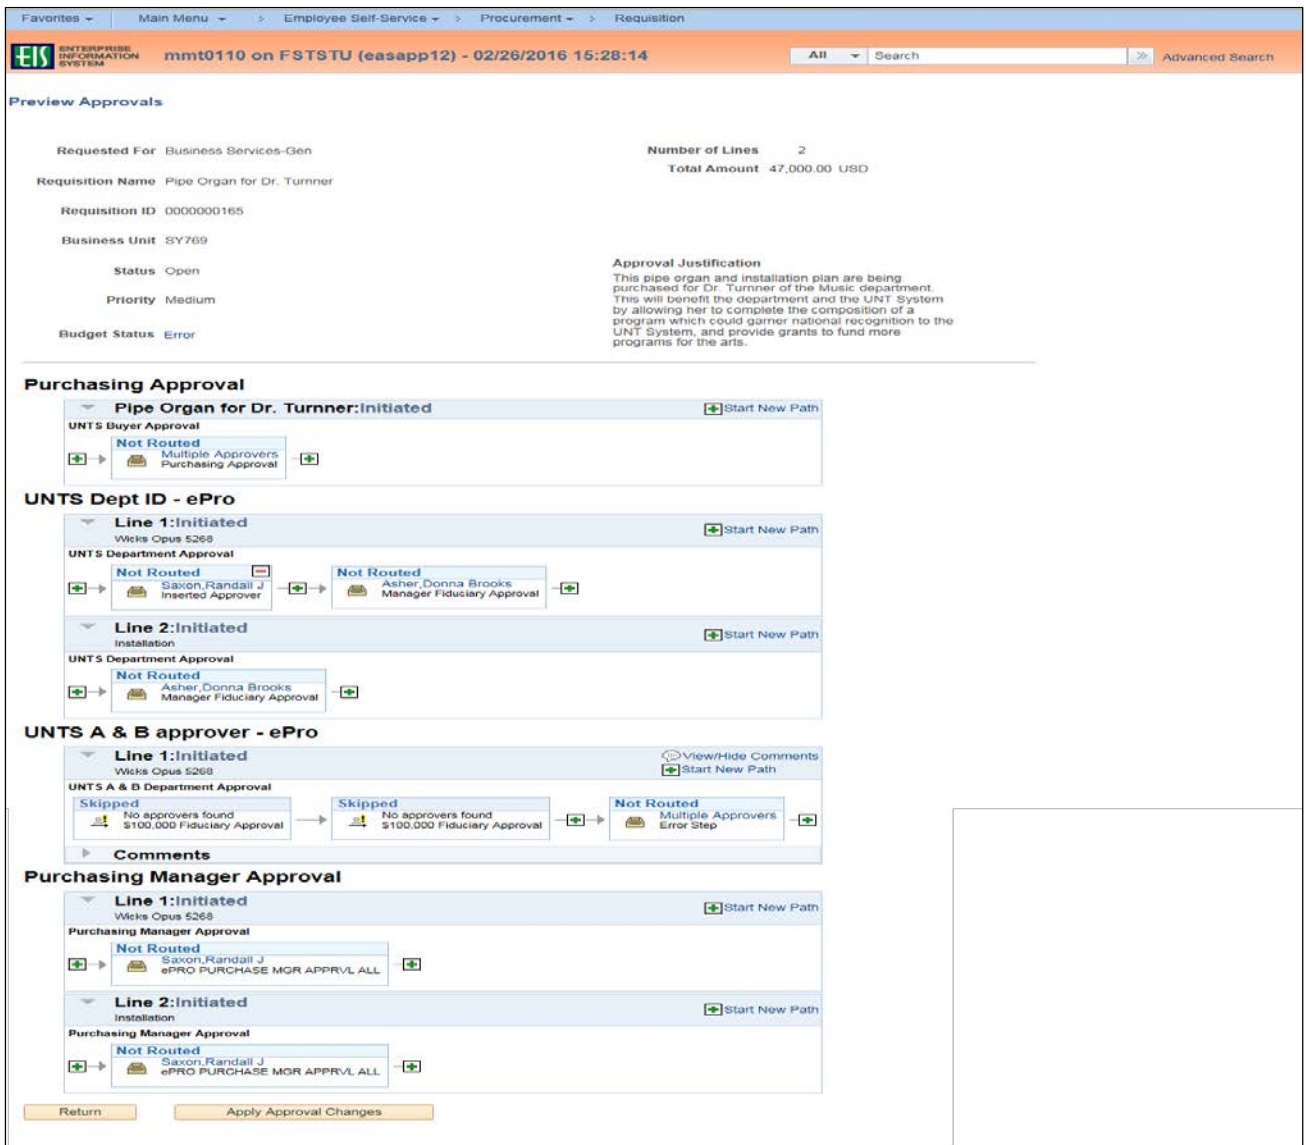 Favorites Main Menu > Employee Self-Service > Procurement > Requisition
EIS ENTERPRISE INFORMATION SYSTEM mmt0110 on FSTSTU (easapp12) - 02/26/2016 15:28:14 All Search Advanced Search
Preview Approvals
Requested For Business Services-Gen Number of Lines 2
Total Amount 47,000.00 USD
Requisition Name Pipe Organ for Dr. Turnner
Requisition ID 0000000165
Business Unit SY769
Status Open
Priority Medium
Budget Status Error
Approval Justification
This pipe organ and installation plan are being
purchased for Dr. Turnner of the Music department.
This will benefit the department and the UNT System
by allowing her to complete the composition of a
program which could garner national recognition to the
UNT System, and provide grants to fund more
programs for the arts.
Purchasing Approval
Pipe Organ for Dr. Turnner:Initiated Start New Path
UNTS Buyer Approval
Not Routed
Multiple Approvers
Purchasing Approval
UNTS Dept ID - ePro
Line 1:Initiated Start New Path
Wicks Opus 5268
UNTS Department Approval
Not Routed Not Routed
Saxon,Randall J Asher,Donna Brooks
Inserted Approver Manager Fiduciary Approval
Line 2:Initiated Start New Path
Installation
UNTS Department Approval
Not Routed
Asher,Donna Brooks
Manager Fiduciary Approval
UNTS A & B approver - ePro
Line 1:Initiated View/Hide Comments
Wicks Opus 5268 Start New Path
UNTS A & B Department Approval
Skipped Skipped Not Routed
No approvers found No approvers found Multiple Approvers
$100,000 Fiduciary Approval $100,000 Fiduciary Approval Error Step
Comments
Purchasing Manager Approval
Line 1:Initiated Start New Path
Wicks Opus 5268
Purchasing Manager Approval
Not Routed
Saxon,Randall J
ePRO PURCHASE MGR APPRVL ALL
Line 2:Initiated Start New Path
Installation
Purchasing Manager Approval
Not Routed
Saxon,Randall J
ePRO PURCHASE MGR APPRVL ALL
Return Apply Approval Changes